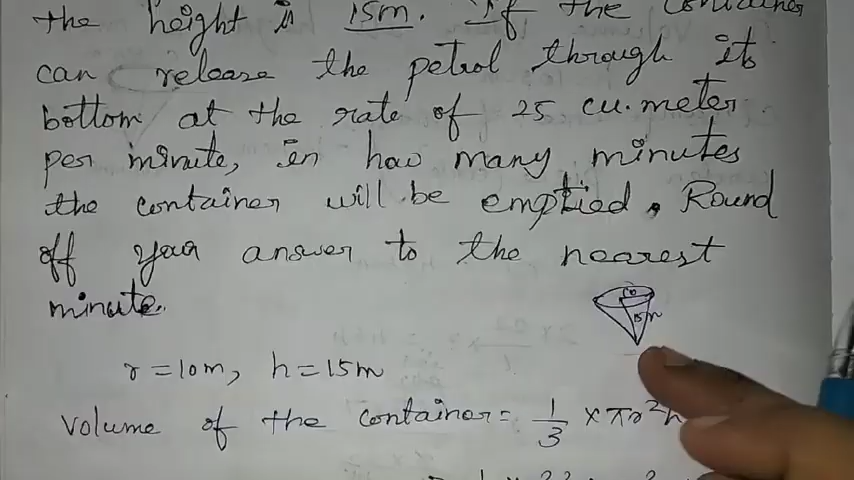 the height is 15m. If the container
can release the petrol through its
bottom at the rate of 25 cu.meter
per minute, in how many minutes
the container will be emptied. Round
off your answer to the nearest
minute.
10
15m
r = 10m, h = 15m
Volume of the container = 1/3 × πr²h